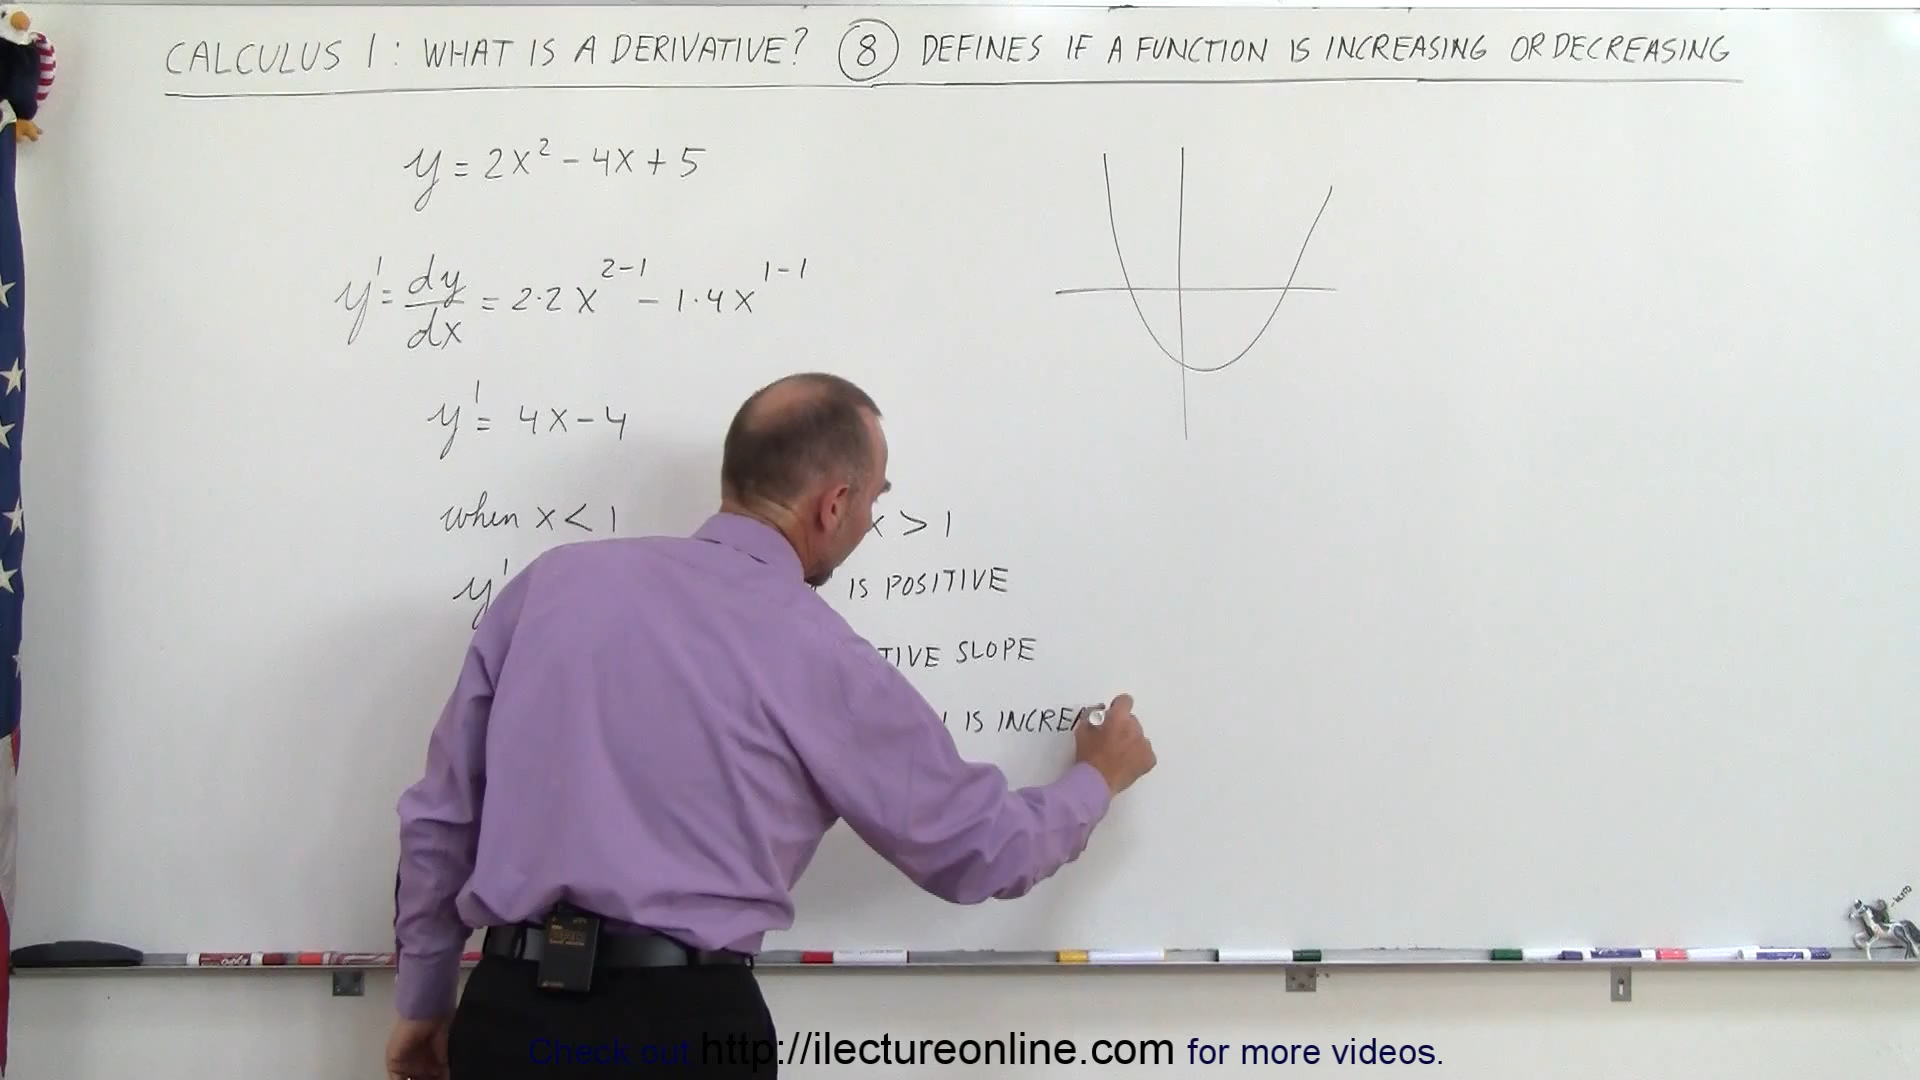 CALCULUS 1: WHAT IS A DERIVATIVE? ⑧ DEFINES IF A FUNCTION IS INCREASING OR DECREASING
y = 2x² - 4x + 5
y' = dy/dx = 2·2x^(2-1) - 1·4x^(1-1)
y' = 4x - 4
when x < 1 x > 1
y' IS POSITIVE
SLOPE
IS
Check out http://ilectureonline.com for more videos.